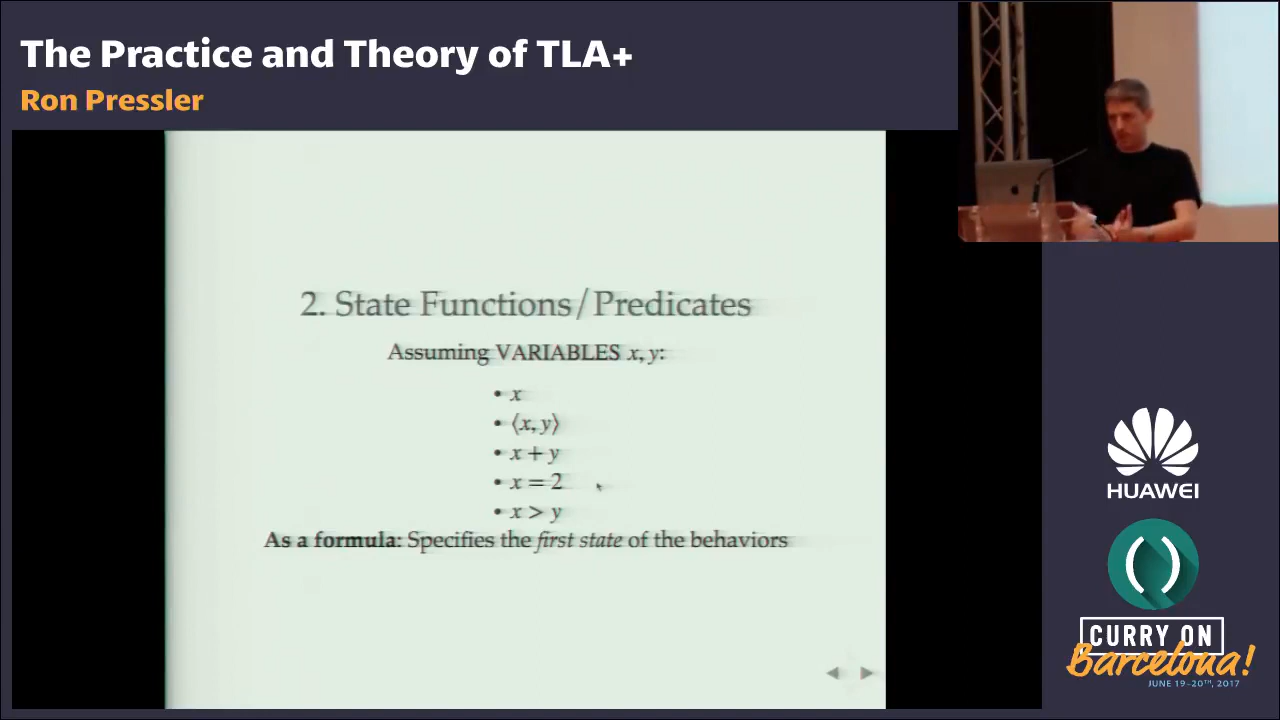 The Practice and Theory of TLA+
Ron Pressler
2. State Functions/Predicates
Assuming VARIABLES x, y:
• x
• ⟨x, y⟩
• x + y
• x = 2
• x > y
As a formula: Specifies the first state of the behaviors
HUAWEI
CURRY ON
Barcelona!
JUNE 19-20TH, 2017